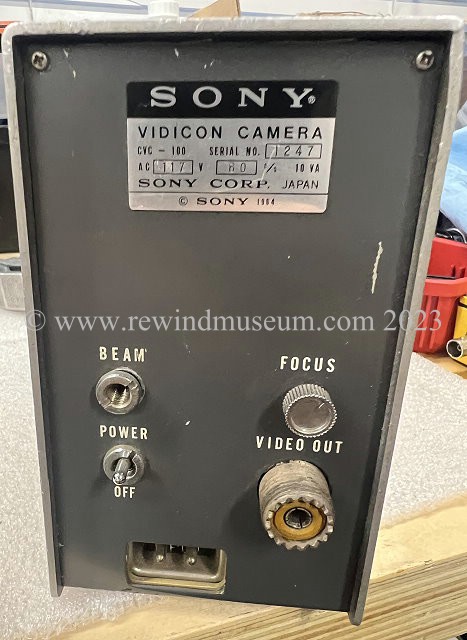 SONY®
VIDICON CAMERA
CVC - 100 SERIAL NO. 1247
AC 117 V 60 C/S 10 VA
SONY CORP. JAPAN
© SONY 1964
© www.rewindmuseum.com 2023
BEAM
FOCUS
POWER
VIDEO OUT
OFF